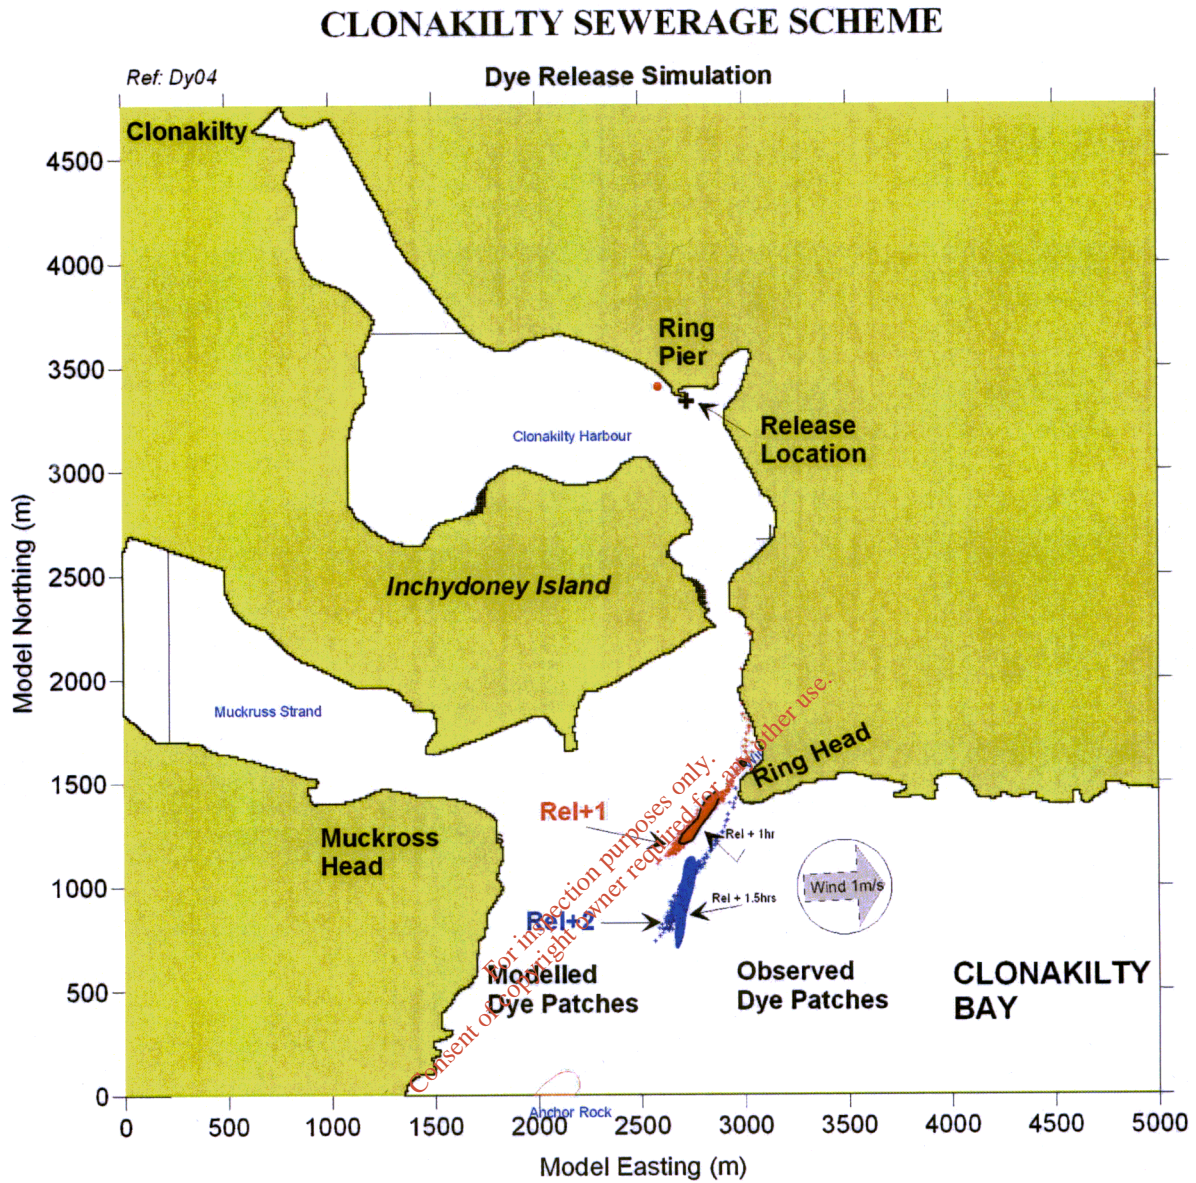 CLONAKILTY SEWERAGE SCHEME
Ref: Dy04
Dye Release Simulation
Clonakilty
4500
4000
3500
3000
2500
2000
1500
1000
500
0
Model Northing (m)
Ring
Pier
Release
Location
Clonakilty Harbour
Inchydoney Island
Muckruss Strand
Ring Head
Rel+1
Rel + 1hr
Muckross
Head
Wind 1m/s
Rel + 1.5hrs
Rel+2
Modelled
Dye Patches
Observed
Dye Patches
CLONAKILTY
BAY
For inspection purposes only.
Consent of copyright owner required for any other use.
Anchor Rock
0
500
1000
1500
2000
2500
3000
3500
4000
4500
5000
Model Easting (m)